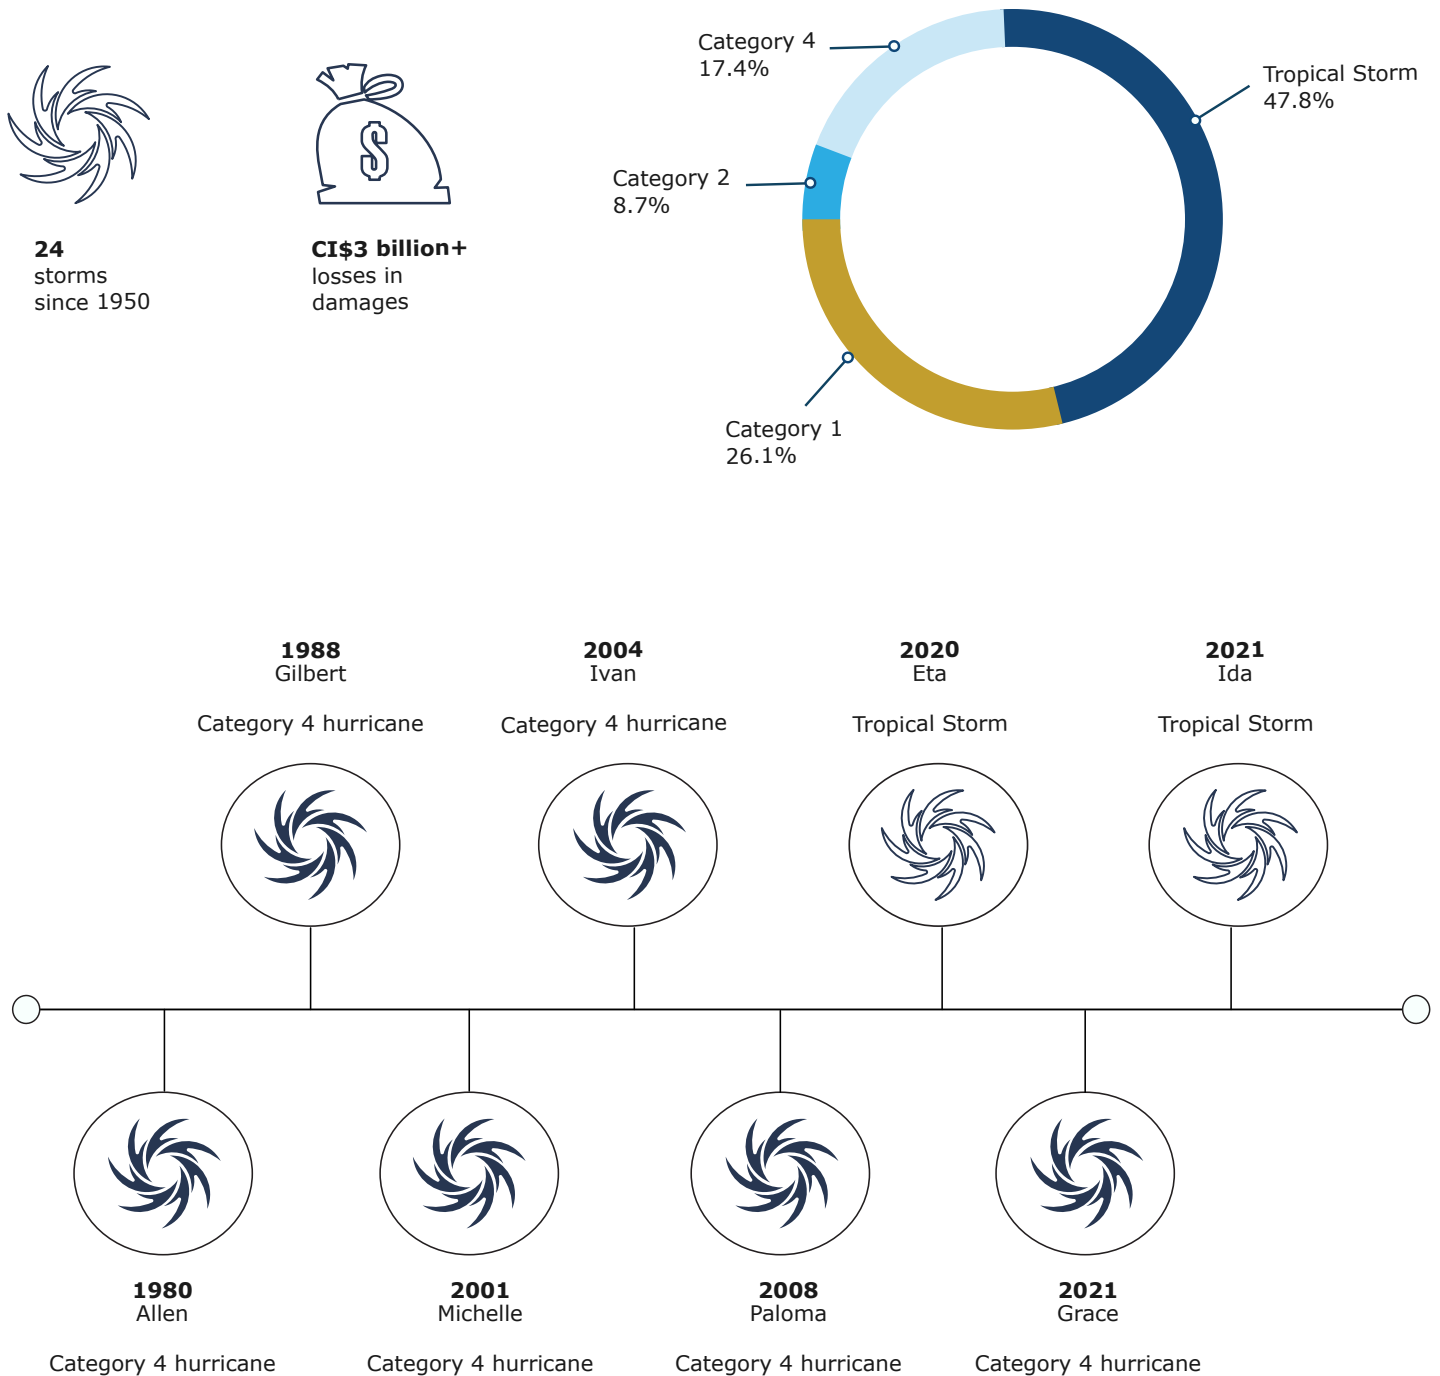 24
storms
since 1950
CI$3 billion+
losses in
damages
Category 4
17.4%
Tropical Storm
47.8%
Category 2
8.7%
Category 1
26.1%
1988
Gilbert
Category 4 hurricane
2004
Ivan
Category 4 hurricane
2020
Eta
Tropical Storm
2021
Ida
Tropical Storm
1980
Allen
Category 4 hurricane
2001
Michelle
Category 4 hurricane
2008
Paloma
Category 4 hurricane
2021
Grace
Category 4 hurricane